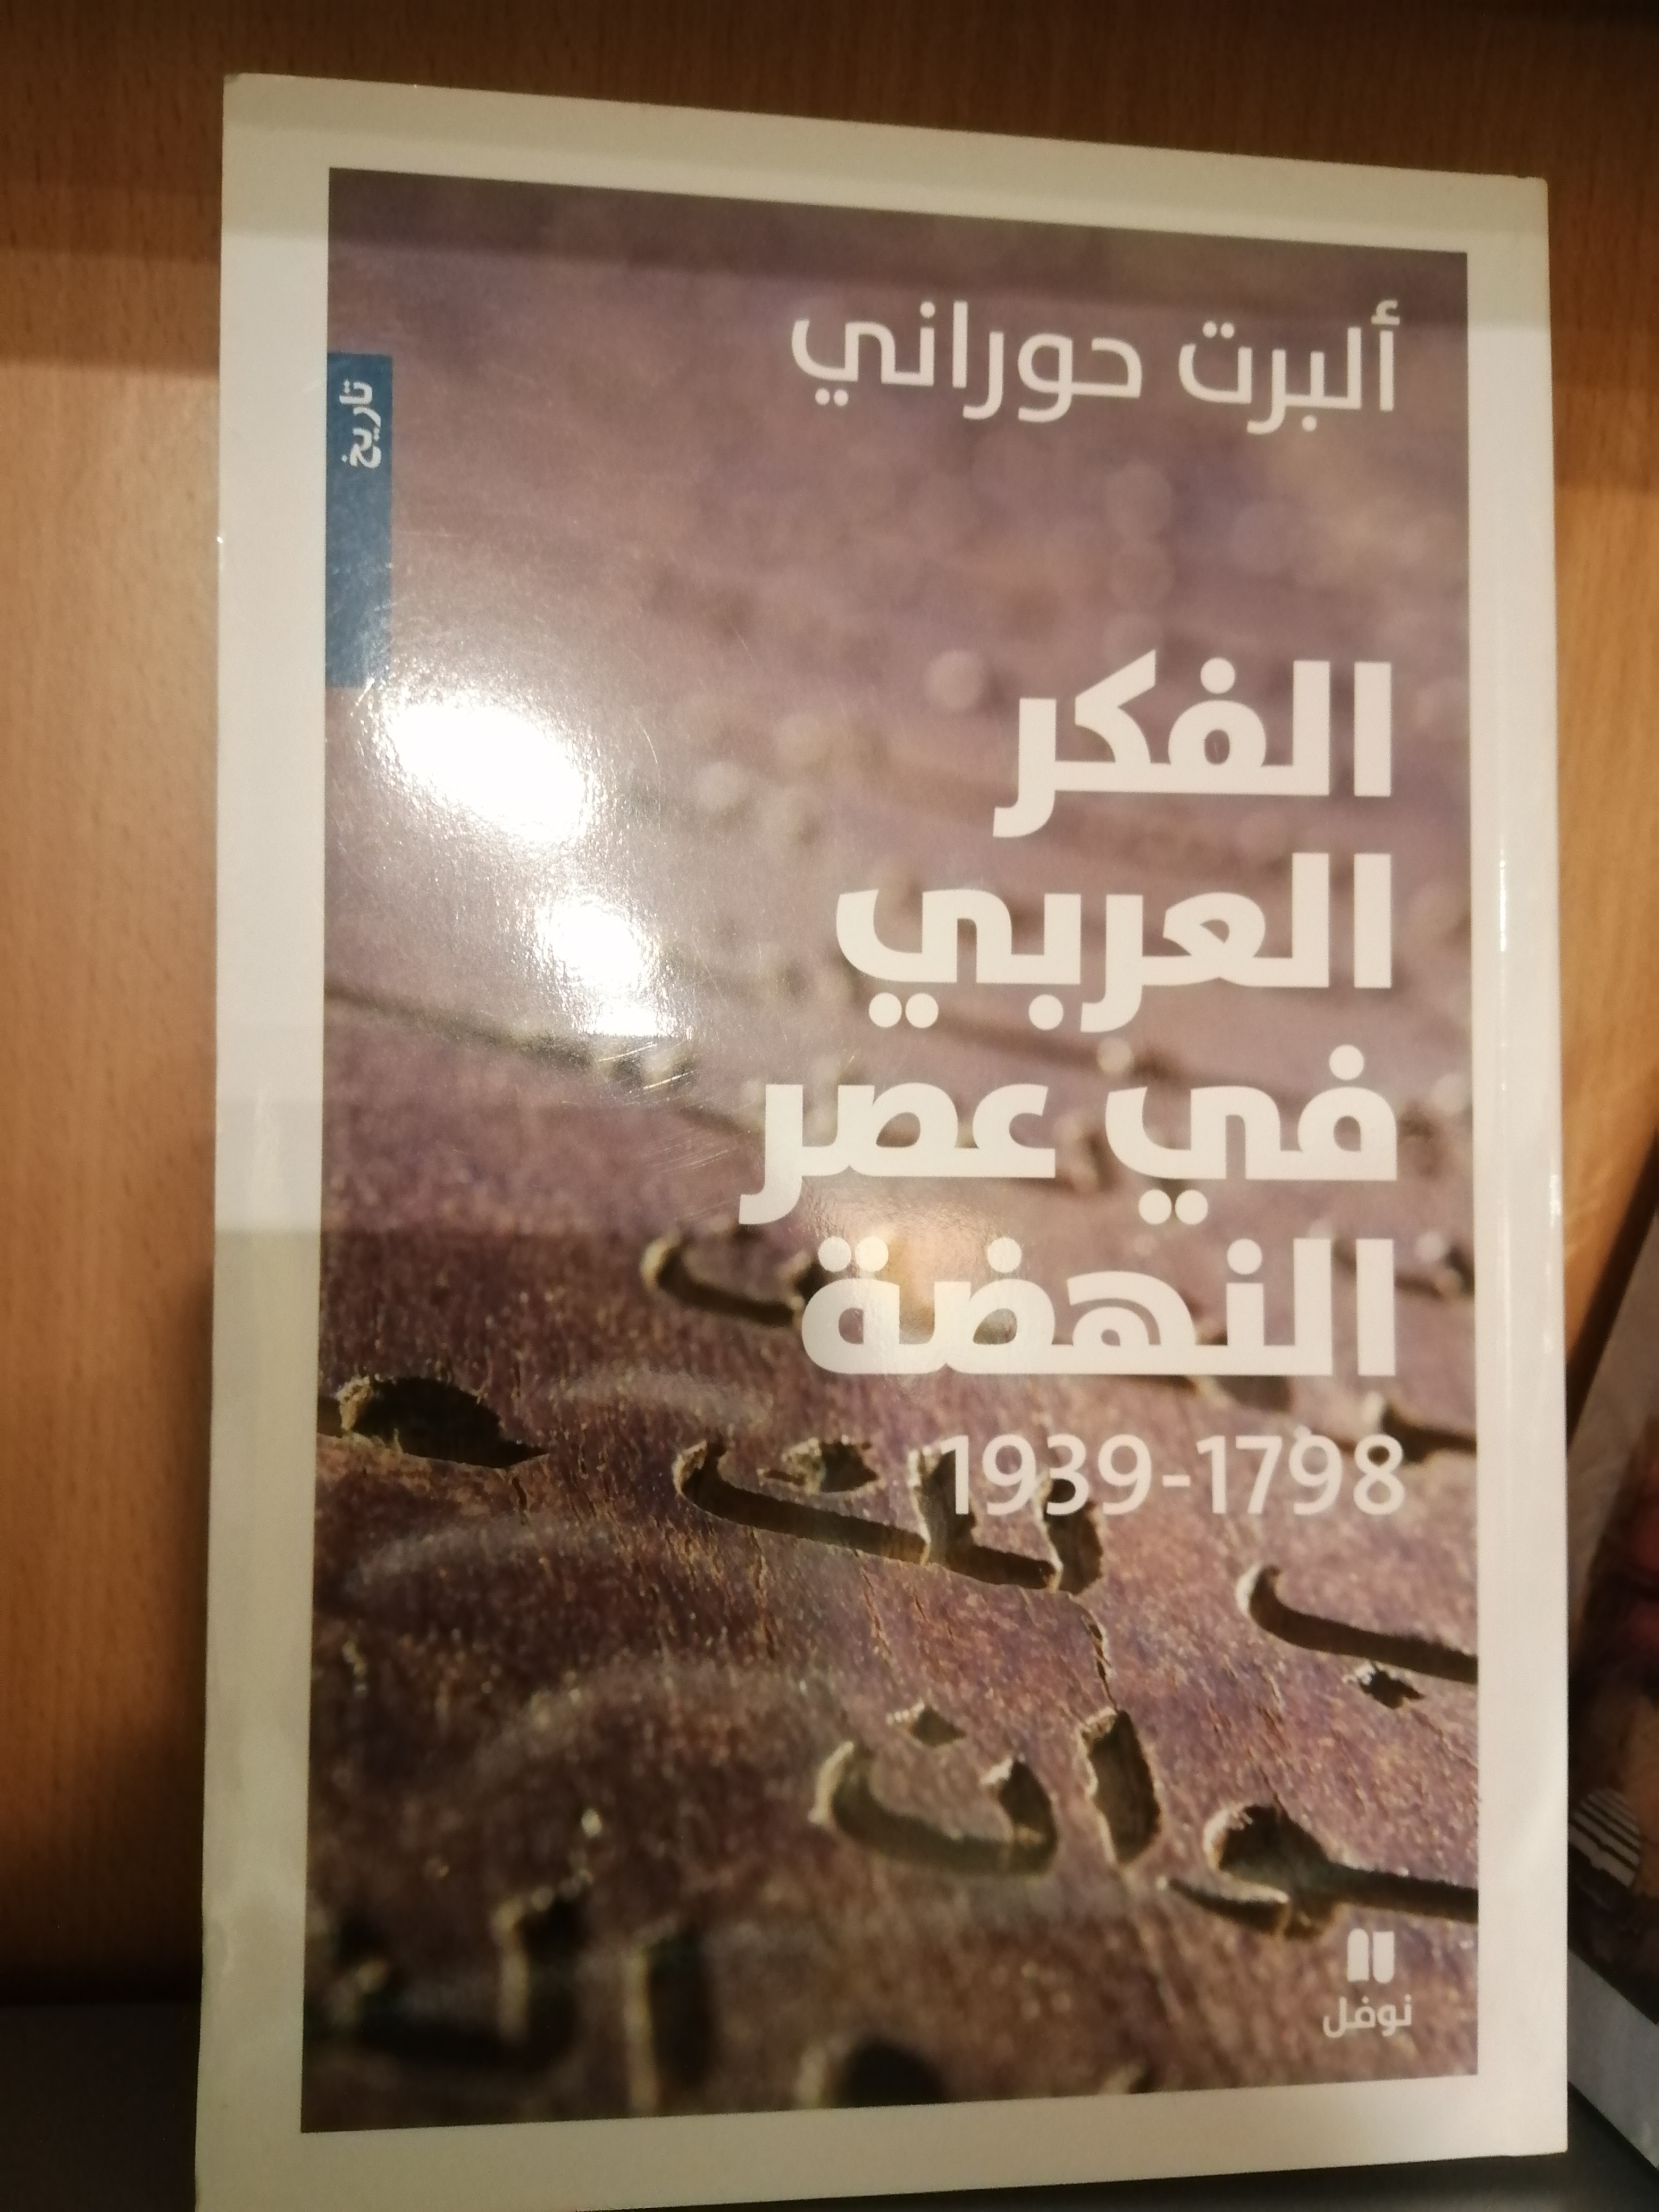 ألبرت حوراني
تاريخ
الفكر
العربي
في عصر
النهضة
1939-1798
نوفل